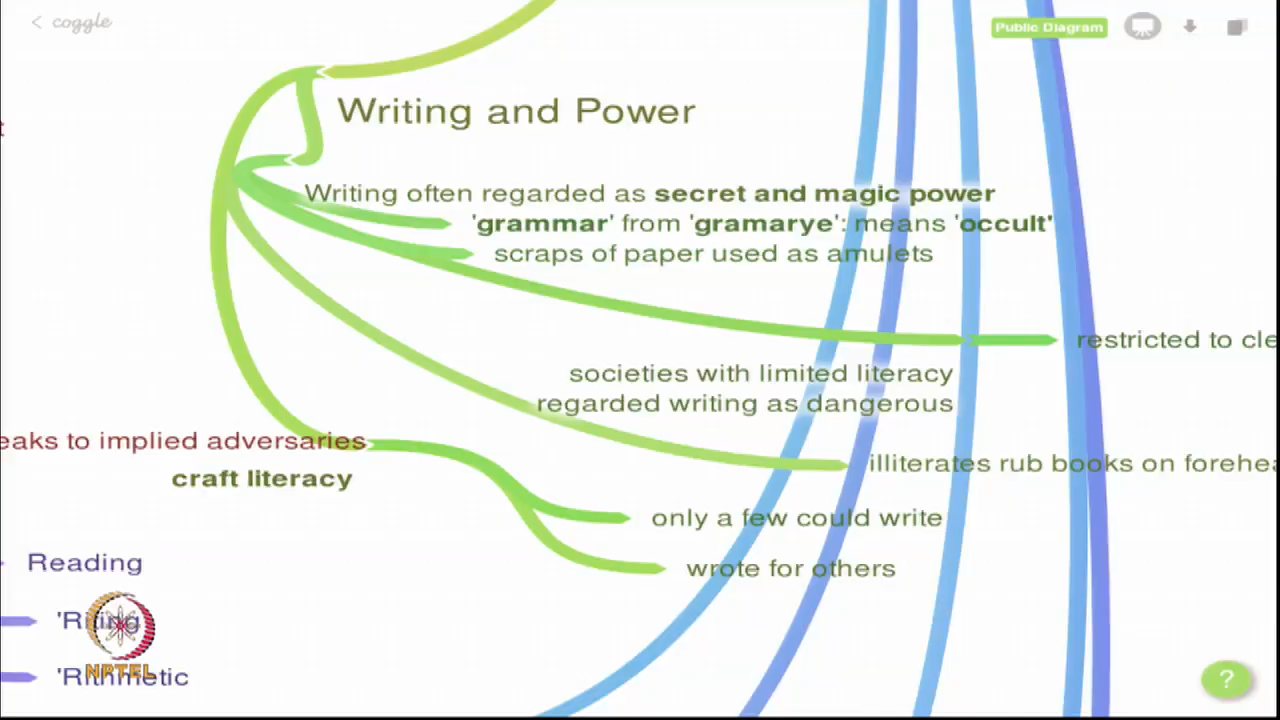 coggle
Public Diagram
Writing and Power
Writing often regarded as secret and magic power
'grammar' from 'gramarye': means 'occult'
scraps of paper used as amulets
restricted to cle
societies with limited literacy
regarded writing as dangerous
eaks to implied adversaries
illiterates rub books on forehea
craft literacy
only a few could write
wrote for others
Reading
'Riting
'Rithmetic
NPTEL
?